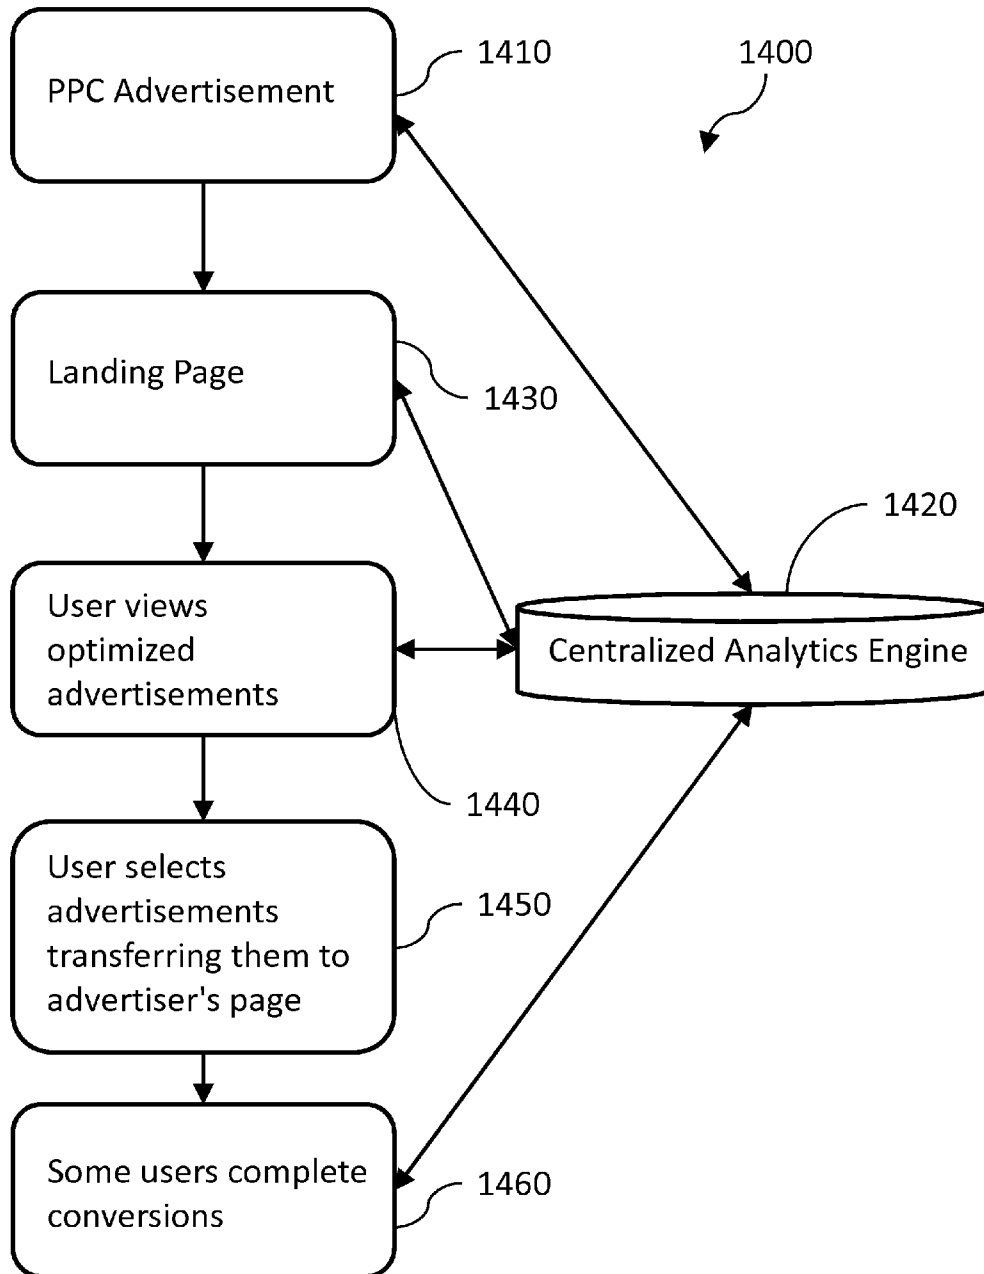 PPC Advertisement
1410
1400
Landing Page
1430
1420
User views
optimized
advertisements
Centralized Analytics Engine
1440
User selects
advertisements
transferring them to
advertiser's page
1450
Some users complete
conversions
1460